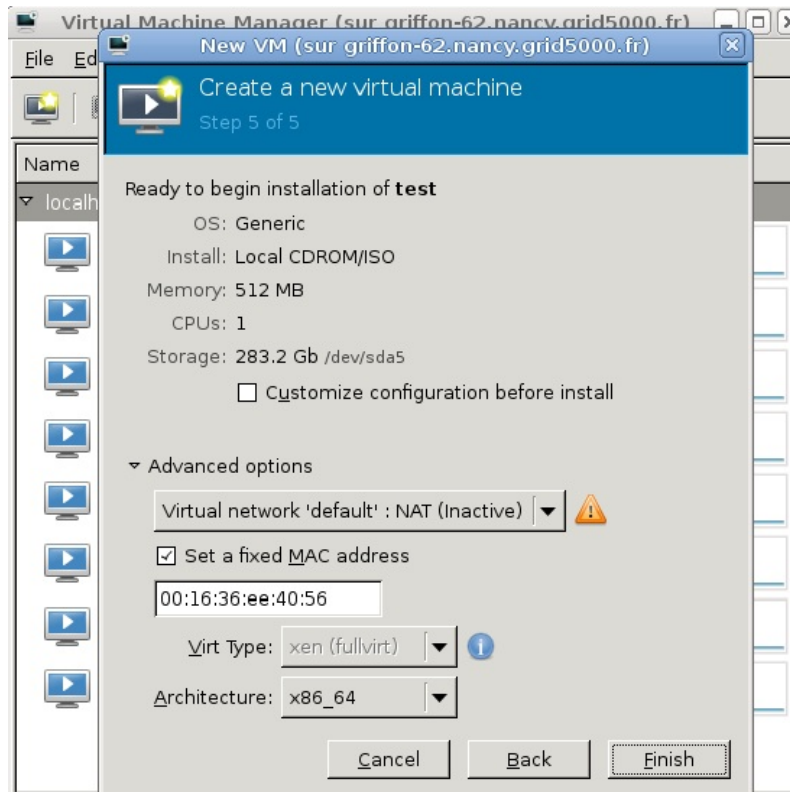 Virtual Machine Manager (sur griffon-62.nancy.grid5000.fr)
New VM (sur griffon-62.nancy.grid5000.fr)
File Ed
Create a new virtual machine
Step 5 of 5
Name
localh
Ready to begin installation of test
OS: Generic
Install: Local CDROM/ISO
Memory: 512 MB
CPUs: 1
Storage: 283.2 Gb /dev/sda5
Customize configuration before install
Advanced options
Virtual network 'default' : NAT (Inactive)
Set a fixed MAC address
00:16:36:ee:40:56
Virt Type: xen (fullvirt)
Architecture: x86_64
Cancel Back Finish